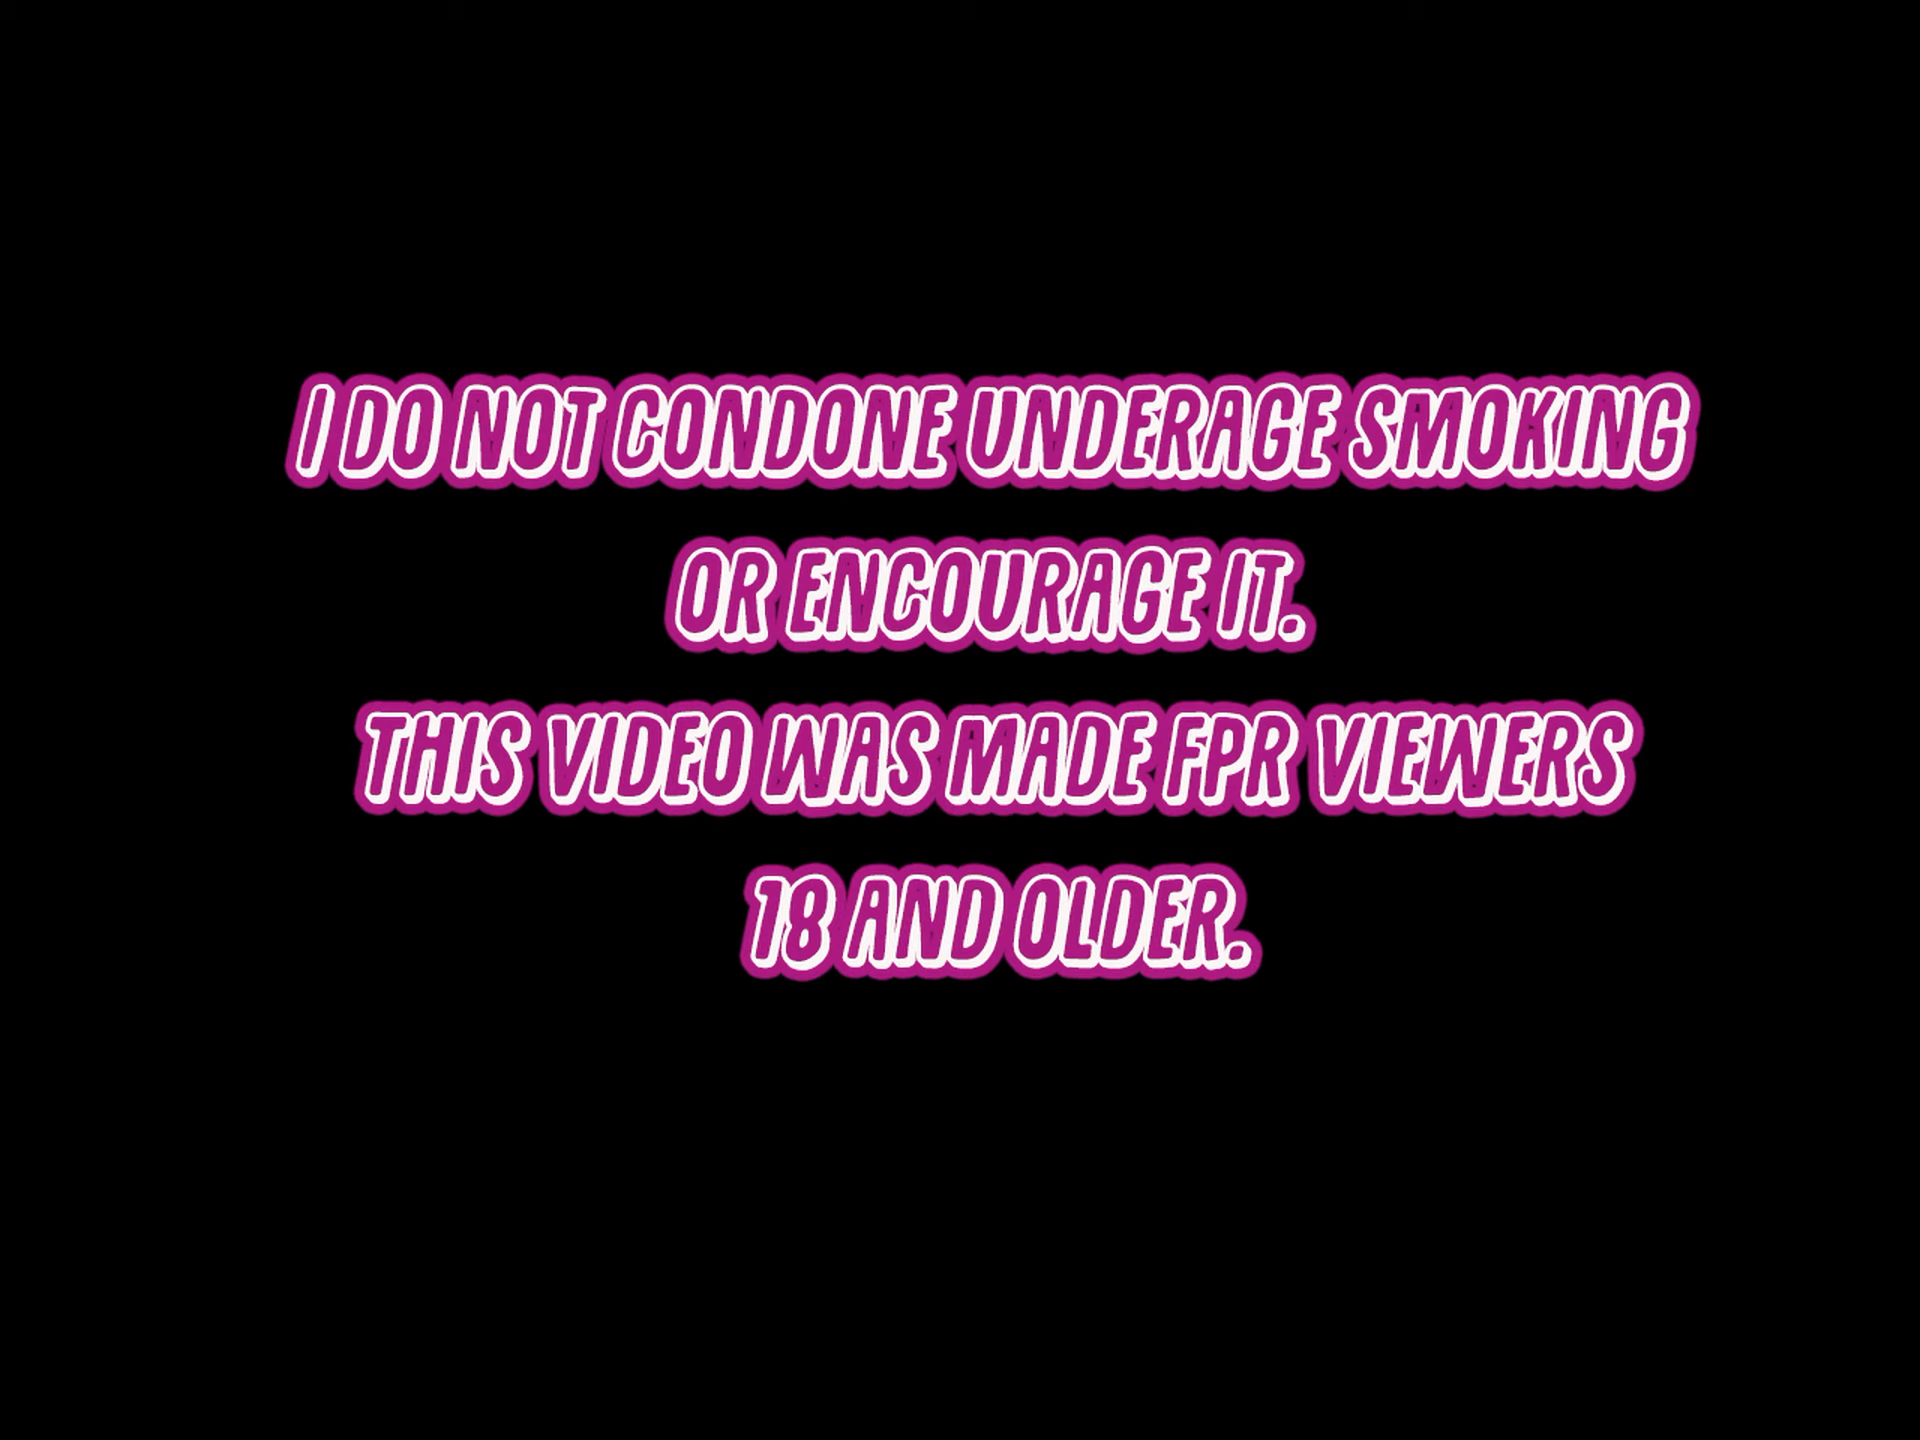 I DO NOT CONDONE UNDERAGE SMOKING
OR ENCOURAGE IT.
THIS VIDEO WAS MADE FPR VIEWERS
18 AND OLDER.